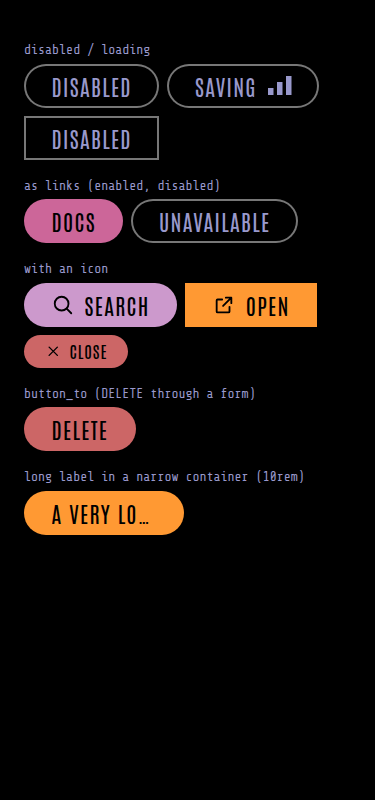 disabled / loading
DISABLED
SAVING
DISABLED
as links (enabled, disabled)
DOCS
UNAVAILABLE
with an icon
SEARCH
OPEN
CLOSE
button_to (DELETE through a form)
DELETE
long label in a narrow container (10rem)
A VERY LO…